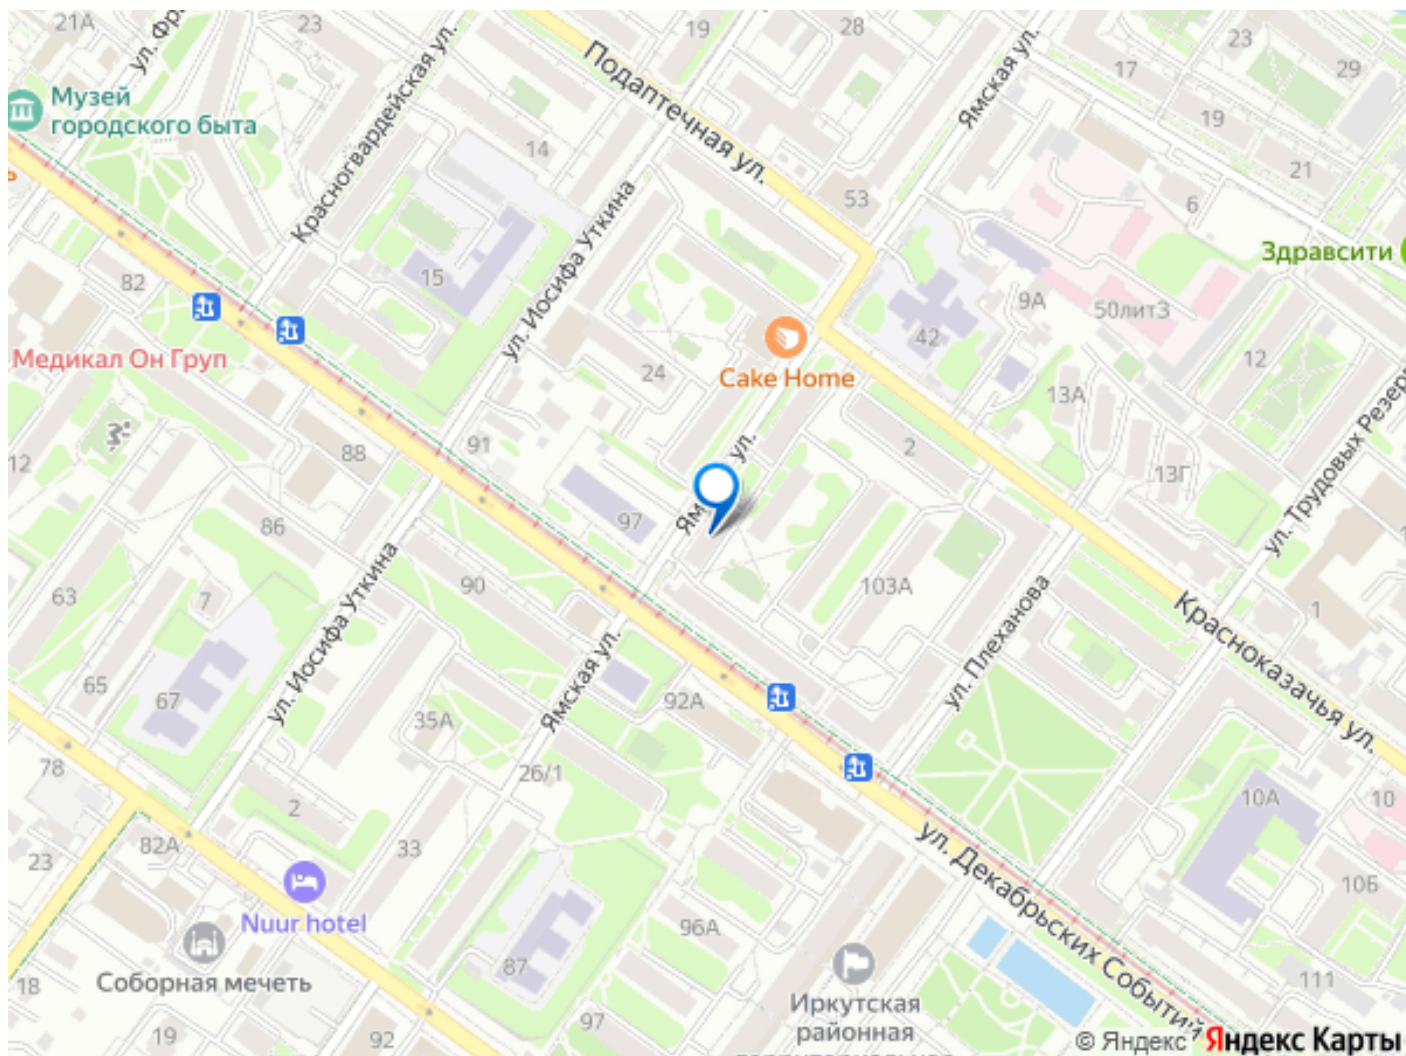 21А
23
19
28
23
17
29
ул. Фр
Красногвардейская ул.
Подаптечная ул.
Ямская ул.
Музей
городского быта
14
19
21
53
6
ул. Иосифа Уткина
Здравсити
82
15
9А
50лит3
42
Медикал Он Груп
24
Cake Home
12
13А
2
13Г
ул. Трудовых Резерв
12
88
91
97
Ям
ул.
86
90
103А
63
7
ул. Иосифа Уткина
Ямская ул.
ул. Плеханова
1
Красноказачья ул.
65
67
35А
92А
78
26/1
2
10А
10
82А
33
23
ул. Декабрьских Событий
10Б
Nuur hotel
96А
87
Соборная мечеть
18
Иркутская
районная
111
19
92
97
© Яндекс Яндекс Карты